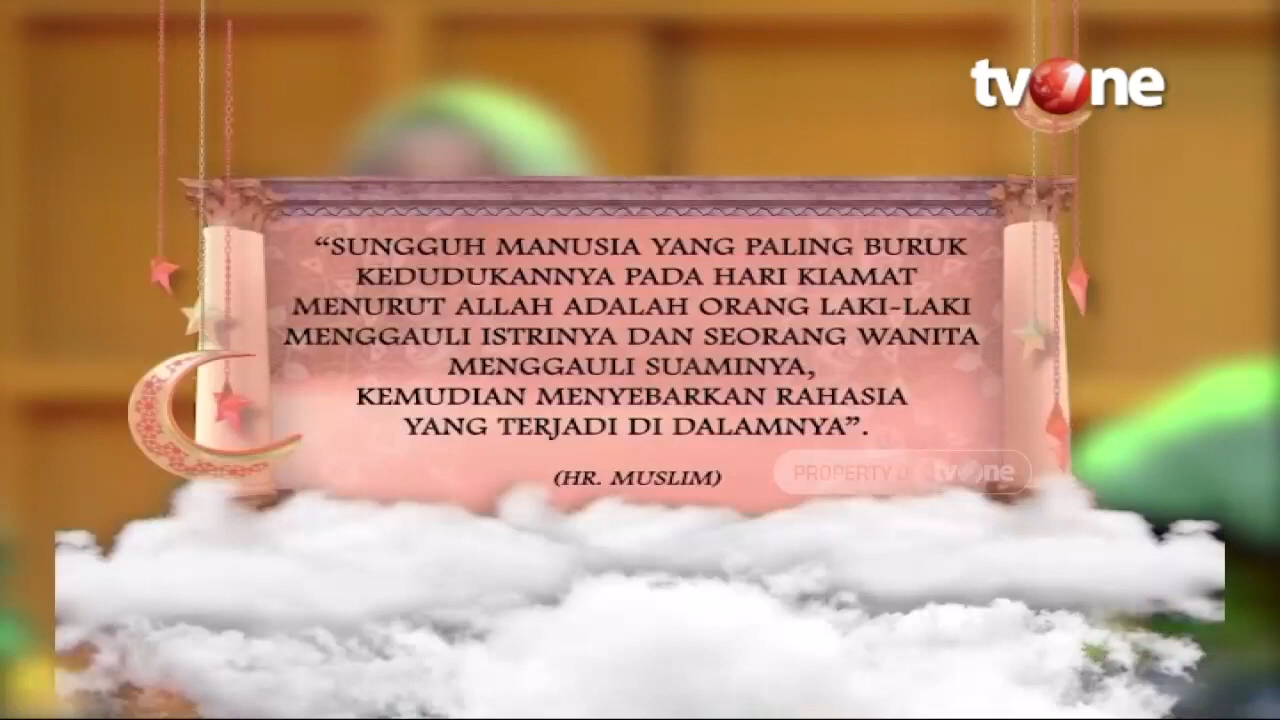 tvOne
“SUNGGUH MANUSIA YANG PALING BURUK
KEDUDUKANNYA PADA HARI KIAMAT
MENURUT ALLAH ADALAH ORANG LAKI-LAKI
MENGGAULI ISTRINYA DAN SEORANG WANITA
MENGGAULI SUAMINYA,
KEMUDIAN MENYEBARKAN RAHASIA
YANG TERJADI DI DALAMNYA”.
(HR. MUSLIM)
PROPERTY O tvOne